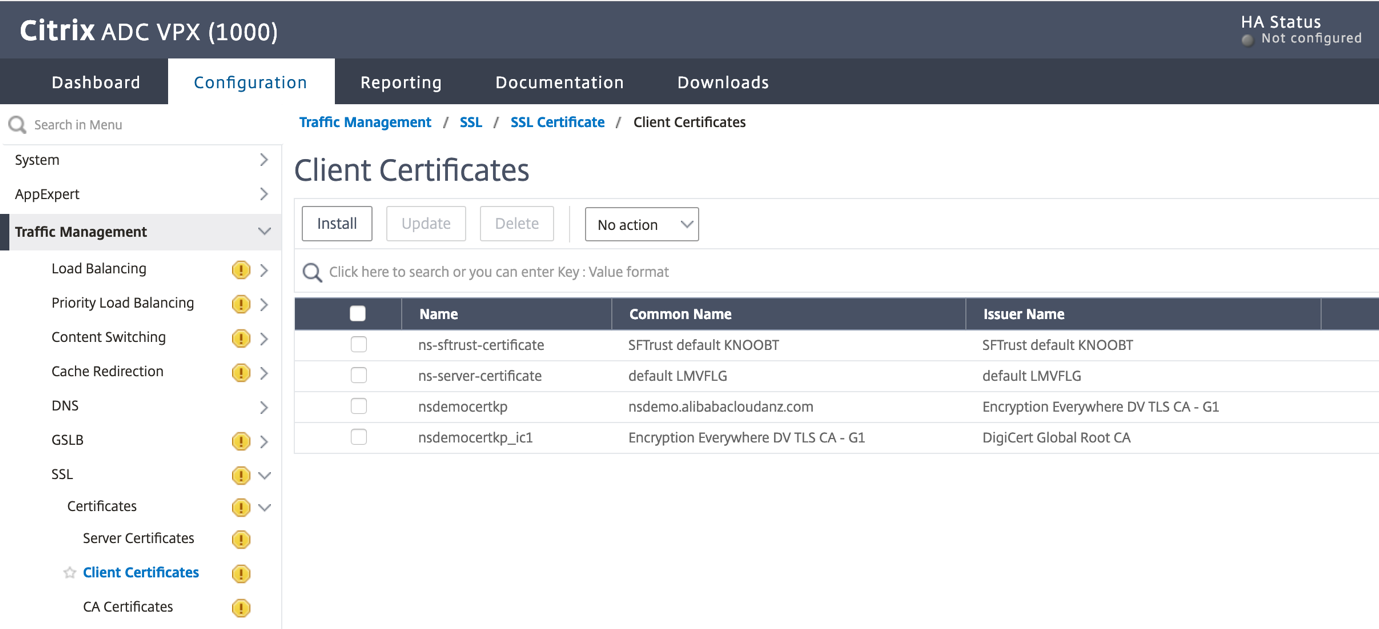 Citrix ADC VPX (1000)
HA Status
Not configured
Dashboard Configuration Reporting Documentation Downloads
Search in Menu
System
AppExpert
Traffic Management
Load Balancing
Priority Load Balancing
Content Switching
Cache Redirection
DNS
GSLB
SSL
Certificates
Server Certificates
Client Certificates
CA Certificates
Traffic Management / SSL / SSL Certificate / Client Certificates
Client Certificates
Install Update Delete No action
Click here to search or you can enter Key : Value format
Name Common Name Issuer Name
ns-sftrust-certificate SFTrust default KNOOBT SFTrust default KNOOBT
ns-server-certificate default LMVFLG default LMVFLG
nsdemocertkp nsdemo.alibabacloudanz.com Encryption Everywhere DV TLS CA - G1
nsdemocertkp_ic1 Encryption Everywhere DV TLS CA - G1 DigiCert Global Root CA